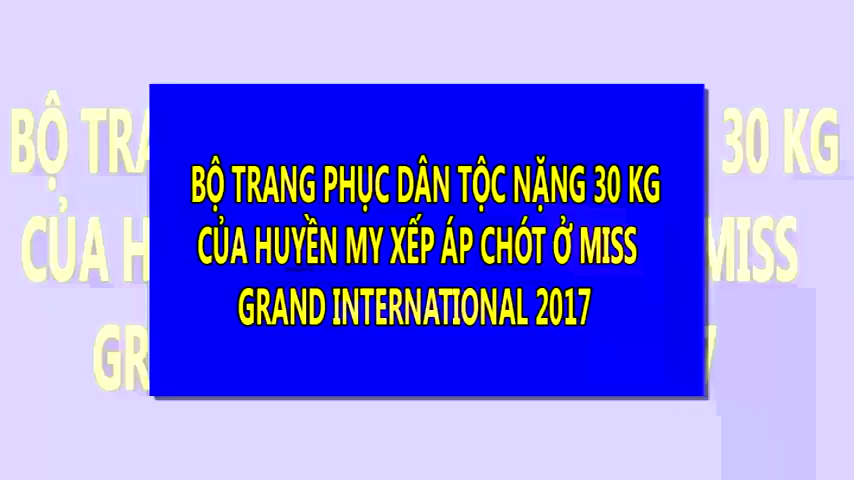 BỘ TRANG PHỤC DÂN TỘC NẶNG 30 KG
CỦA HUYỀN MY XẾP ÁP CHÓT Ở MISS
GRAND INTERNATIONAL 2017